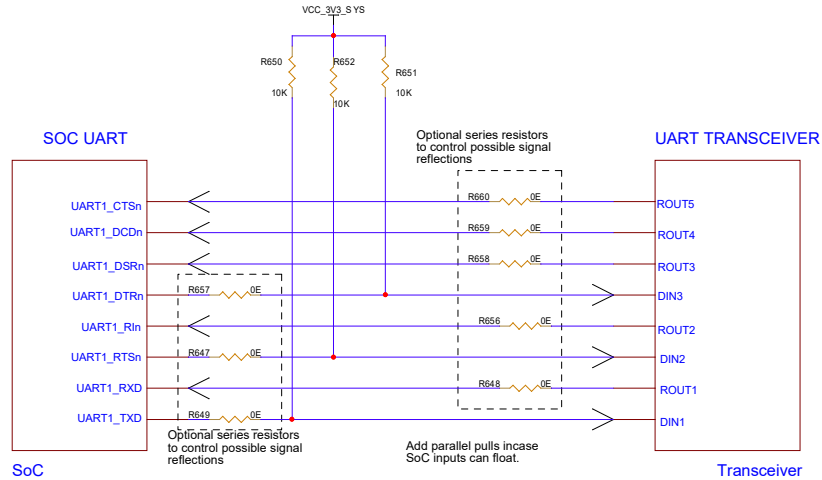 VCC_3V3_SYS
R650
R652
R651
10K
10K
10K
SOC UART
Optional series resistors
to control possible signal
reflections
UART TRANSCEIVER
UART1_CTSn
R660
0E
ROUT5
UART1_DCDn
R659
0E
ROUT4
UART1_DSRn
R658
0E
ROUT3
UART1_DTRn
R657
0E
DIN3
UART1_RIn
R656
0E
ROUT2
UART1_RTSn
R647
0E
DIN2
UART1_RXD
R648
0E
ROUT1
UART1_TXD
R649
0E
DIN1
Optional series resistors
to control possible signal
reflections
Add parallel pulls incase
SoC inputs can float.
SoC
Transceiver